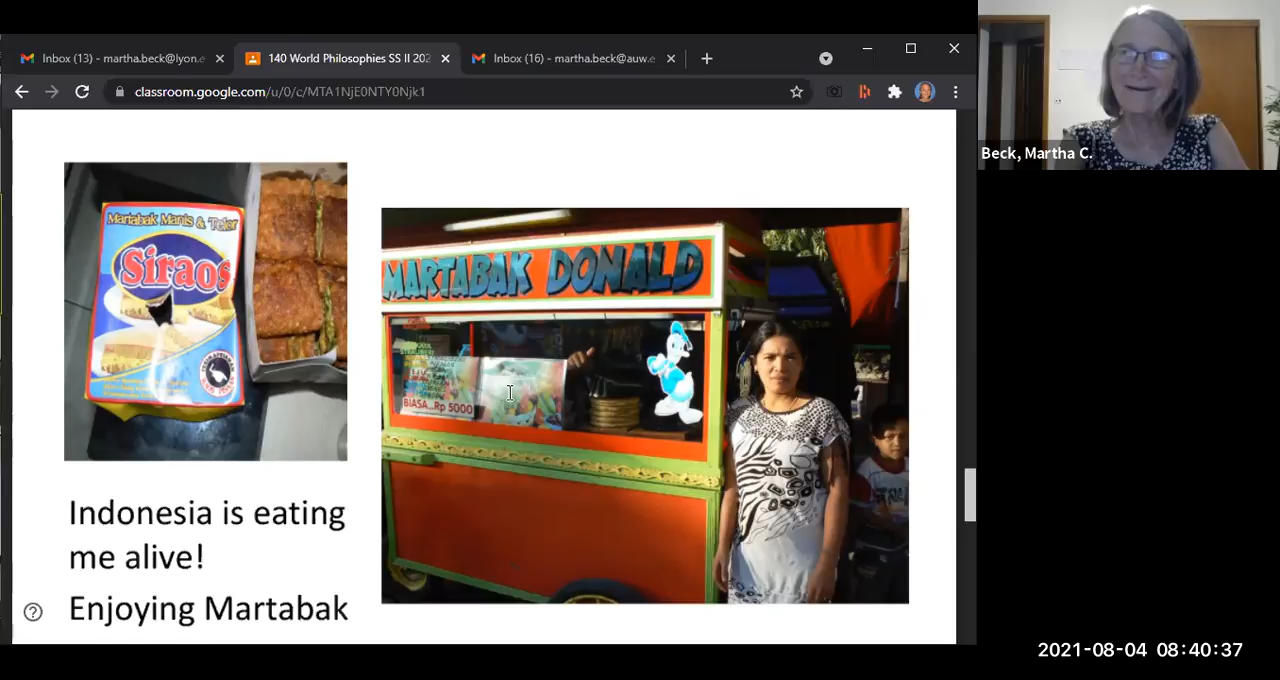 Inbox (13) - martha.beck@lyon.e
140 World Philosophies SS II 202
Inbox (16) - martha.beck@auw.e
classroom.google.com/u/0/c/MTA1NjE0NTY0Njk1
Beck, Martha C.
Martabak Manis & Telor
Siraos
MARTABAK DONALD
BIASA...Rp 5000
Indonesia is eating
me alive!
Enjoying Martabak
2021-08-04 08:40:37